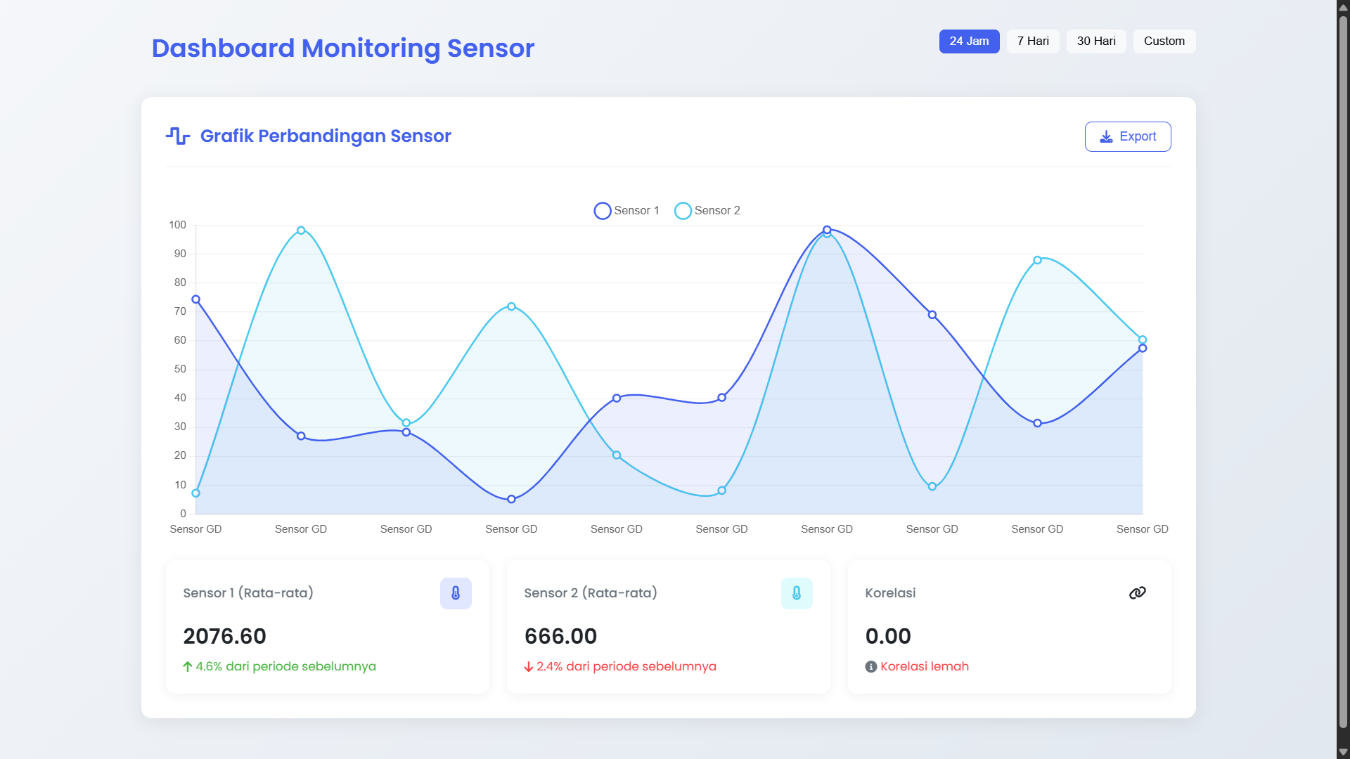 Dashboard Monitoring Sensor
24 Jam 7 Hari 30 Hari Custom
Grafik Perbandingan Sensor
Export
Sensor 1 Sensor 2
100
90
80
70
60
50
40
30
20
10
0
Sensor GD Sensor GD Sensor GD Sensor GD Sensor GD Sensor GD Sensor GD Sensor GD Sensor GD Sensor GD
Sensor 1 (Rata-rata)
2076.60
4.6% dari periode sebelumnya
Sensor 2 (Rata-rata)
666.00
2.4% dari periode sebelumnya
Korelasi
0.00
Korelasi lemah